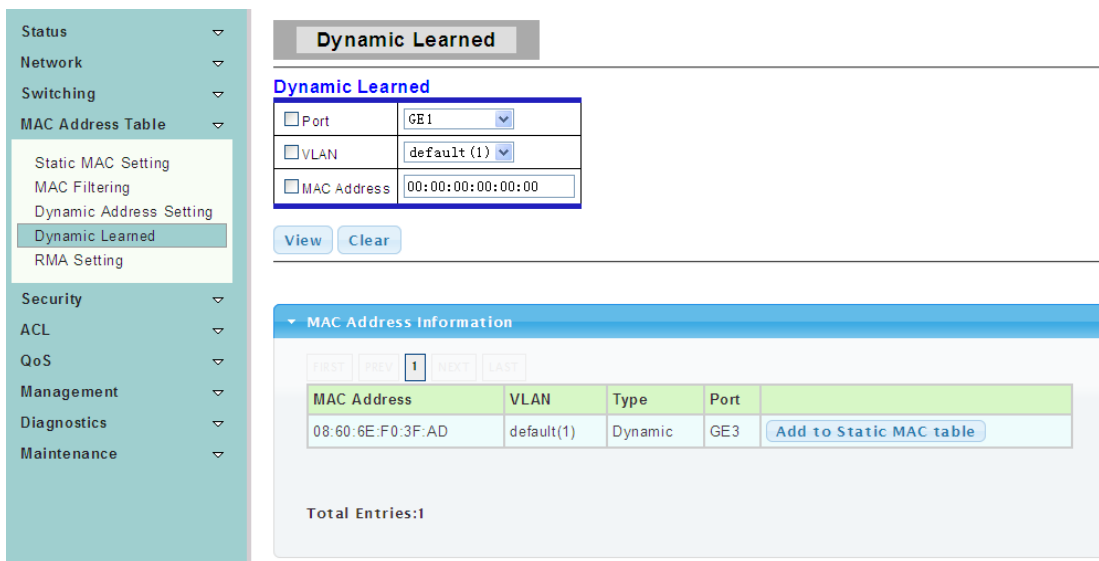 Status
Network
Switching
MAC Address Table
Static MAC Setting
MAC Filtering
Dynamic Address Setting
Dynamic Learned
RMA Setting
Security
ACL
QoS
Management
Diagnostics
Maintenance
Dynamic Learned
Dynamic Learned
Port GE1
VLAN default(1)
MAC Address 00:00:00:00:00:00
View Clear
MAC Address Information
FIRST PREV 1 NEXT LAST
MAC Address VLAN Type Port
08:60:6E:F0:3F:AD default(1) Dynamic GE3 Add to Static MAC table
Total Entries:1